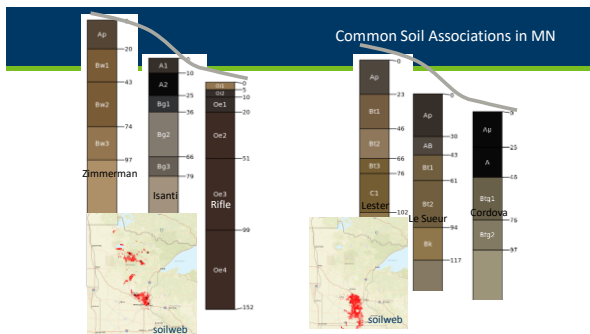 Common Soil Associations in MN
Ap
20
Bw1
43
Bw2
74
Bw3
97
Zimmerman
A1
10
A2
25
Bg1
36
Bg2
66
Bg3
79
Isanti
0
Oi1
5
Oi2
10
Oe1
20
Oe2
51
Oe3
Rifle
99
Oe4
152
soilweb
0
Ap
23
Bt1
46
Bt2
66
Bt3
76
C1
Lester
102
0
Ap
30
AB
43
Bt1
61
Bt2
Le Sueur
94
Bk
117
Ap
25
A
Btg1
Cordova
Btg2
97
soilweb